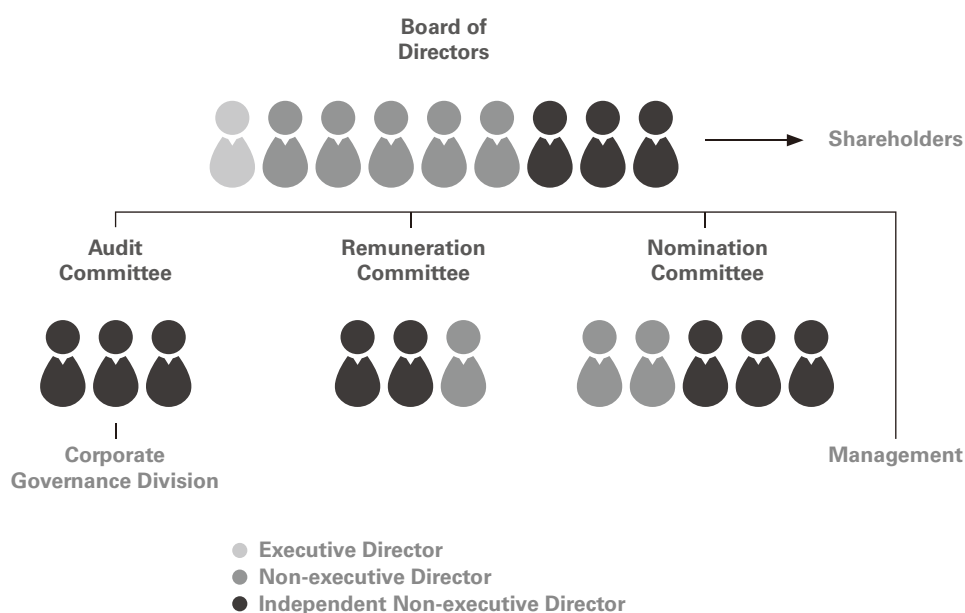 Board of
Directors
Shareholders
Audit
Committee
Remuneration
Committee
Nomination
Committee
Corporate
Governance Division
Management
Executive Director
Non-executive Director
Independent Non-executive Director